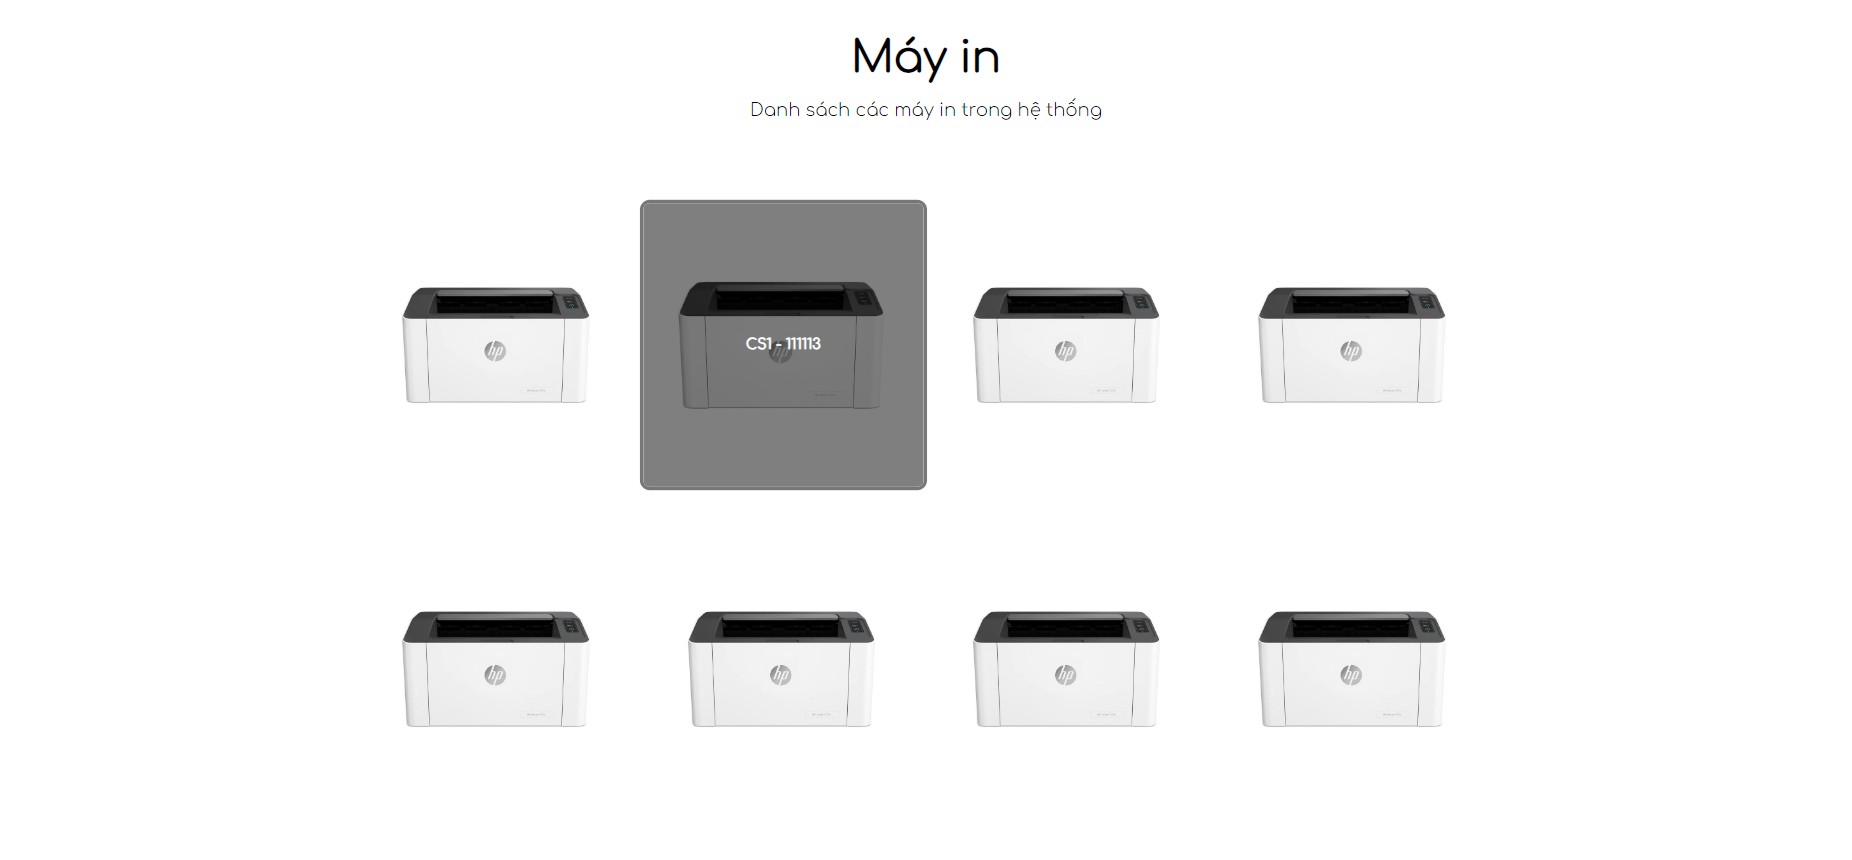 Máy in
Danh sách các máy in trong hệ thống
hp
CS1 - 111113
hp
hp
hp
hp
hp
hp
hp